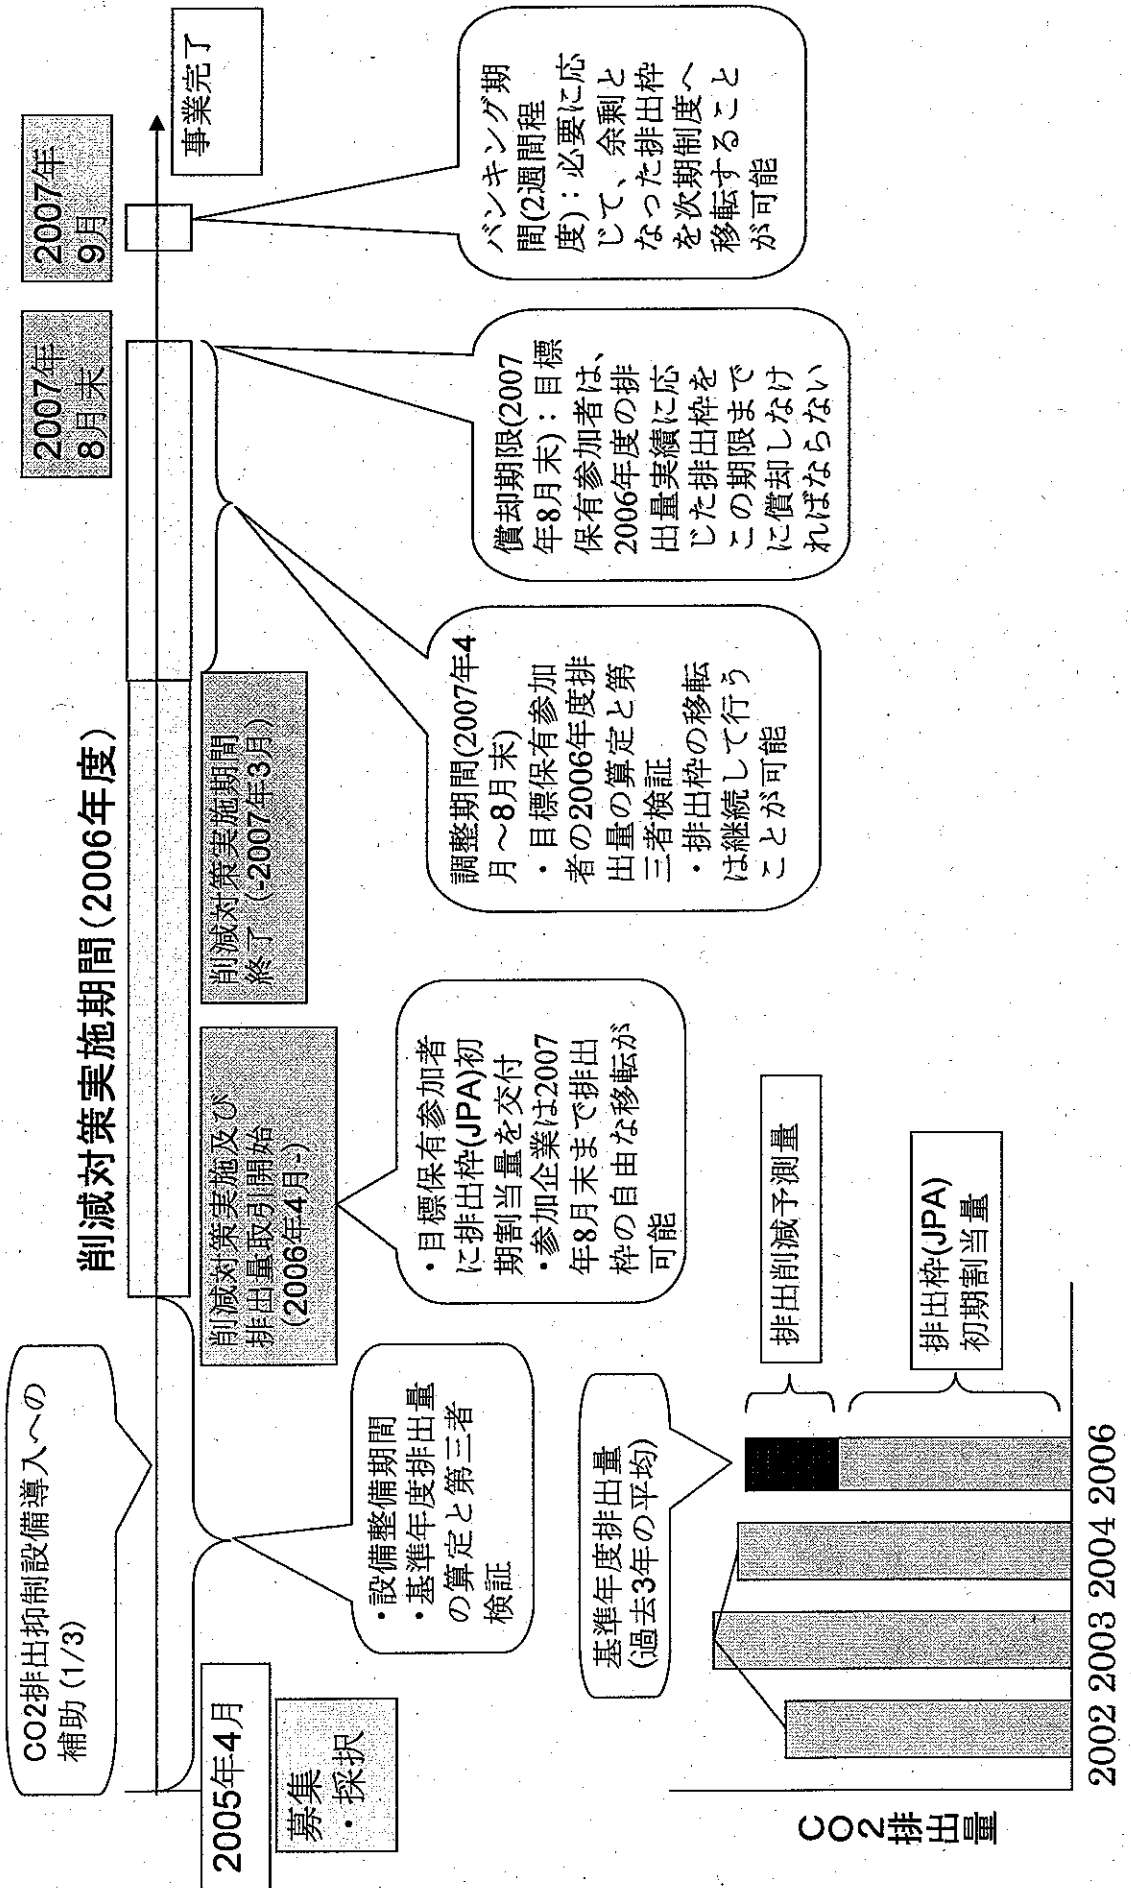 CO2排出抑制設備導入への
補助 (1/3)
削減対策実施期間(2006年度)
2007年
8月末
2007年
9月
事業完了
2005年4月
募集
・採択
・設備整備期間
・基準年度排出量
の算定と第三者
検証
削減対策実施及び
排出量取引開始
(2006年4月-)
・目標保有参加者
に排出枠(JPA)初
期割当量を交付
・参加企業は2007
年8月末まで排出
枠の自由な移転が
可能
削減対策実施期間
終了 (-2007年3月)
調整期間(2007年4
月～8月末)
・目標保有参加
者の2006年度排
出量の算定と第
三者検証
・排出枠の移転
は継続して行う
ことが可能
償却期限(2007
年8月末)：目標
保有参加者は、
2006年度の排
出量実績に応
じた排出枠を
この期限まで
に償却しなけ
ればならない
バンキング期
間(2週間程
度)：必要に応
じて、余剰と
なった排出枠
を次期制度へ
移転すること
が可能
CO2排出量
基準年度排出量
(過去3年の平均)
排出削減予測量
排出枠(JPA)
初期割当量
2002 2003 2004 2006